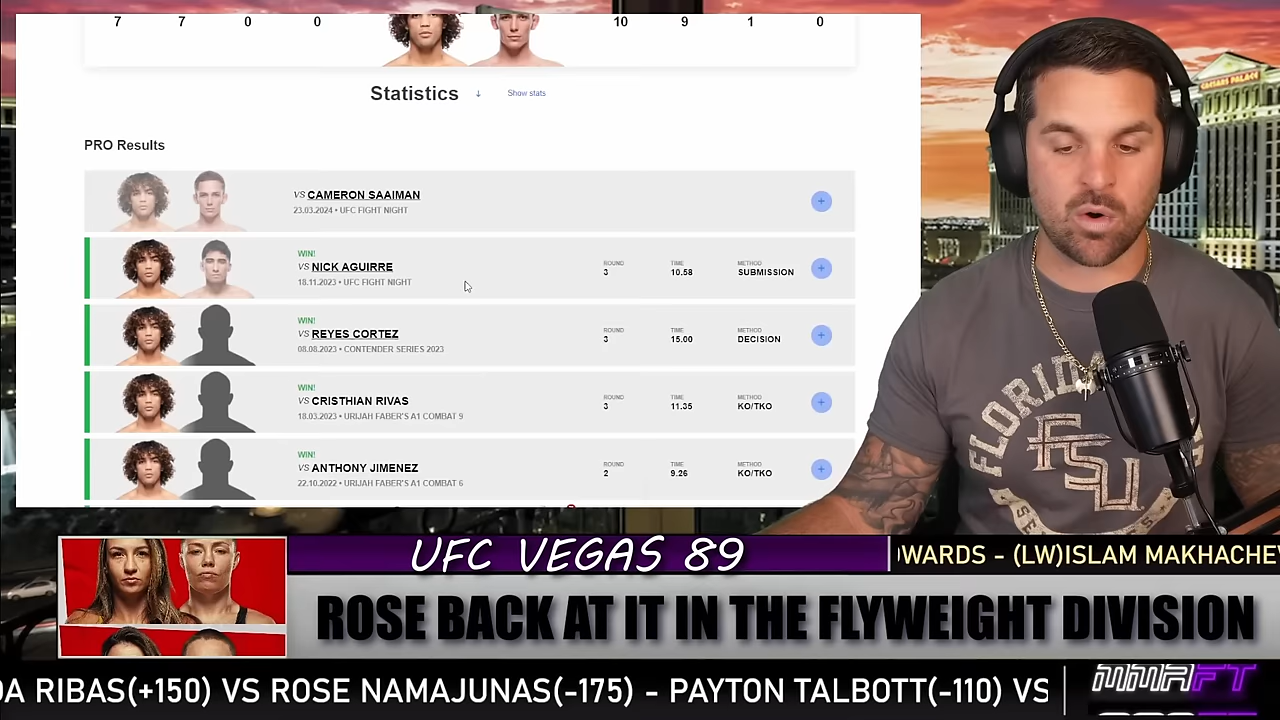 7 7 0 0 10 9 1 0
Statistics ↓ Show stats
PRO Results
VS CAMERON SAAIMAN
23.03.2024 • UFC FIGHT NIGHT
+
WIN!
VS NICK AGUIRRE
18.11.2023 • UFC FIGHT NIGHT
ROUND TIME METHOD
3 10.58 SUBMISSION
+
WIN!
VS REYES CORTEZ
08.08.2023 • CONTENDER SERIES 2023
ROUND TIME METHOD
3 15.00 DECISION
+
WIN!
VS CRISTHIAN RIVAS
18.03.2023 • URIJAH FABER'S A1 COMBAT 9
ROUND TIME METHOD
3 11.35 KO/TKO
+
WIN!
VS ANTHONY JIMENEZ
22.10.2022 • URIJAH FABER'S A1 COMBAT 6
ROUND TIME METHOD
2 9.26 KO/TKO
+
CAESARS PALACE
FLORIDA
FSU
UFC VEGAS 89
WARDS - (LW)ISLAM MAKHACHEV
ROSE BACK AT IT IN THE FLYWEIGHT DIVISION
DA RIBAS(+150) VS ROSE NAMAJUNAS(-175) - PAYTON TALBOTT(-110) VS
MMAFT